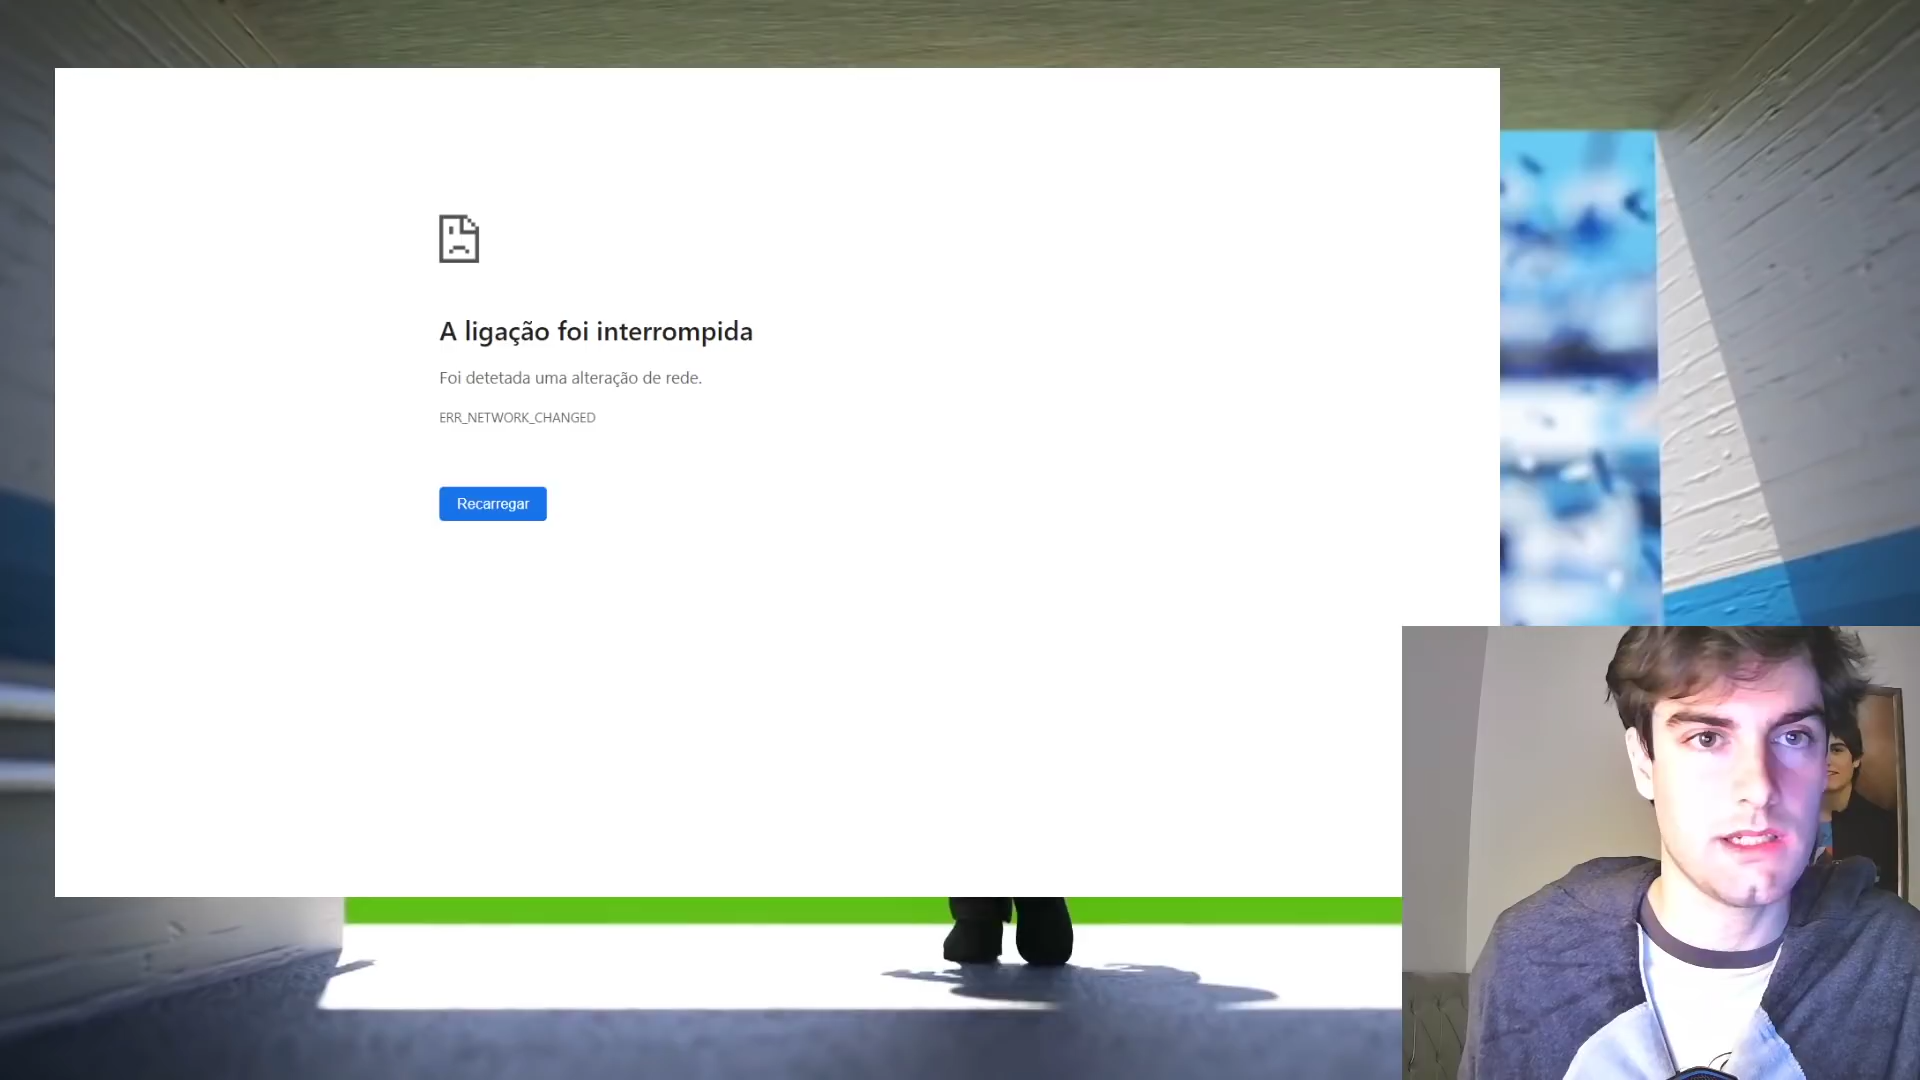 A ligação foi interrompida
Foi detetada uma alteração de rede.
ERR_NETWORK_CHANGED
Recarregar